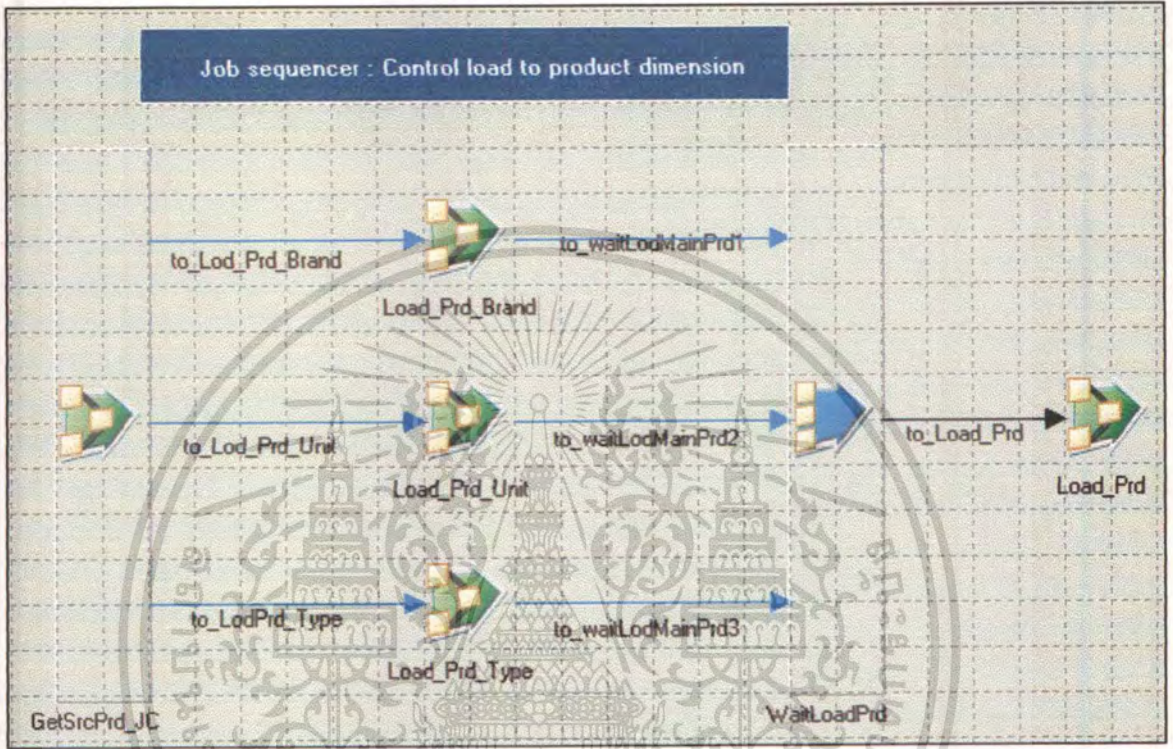 Job sequencer : Control load to product dimension
to_Lod_Prd_Brand
to_waitLodMainPrd1
Load_Prd_Brand
to_Lod_Prd_Unit
to_waitLodMainPrd2
to_Load_Prd
Load_Prd_Unit
Load_Prd
to_LodPrd_Type
to_waitLodMainPrd3
Load_Prd_Type
GetSrcPrd_JC
WaitLoadPrd